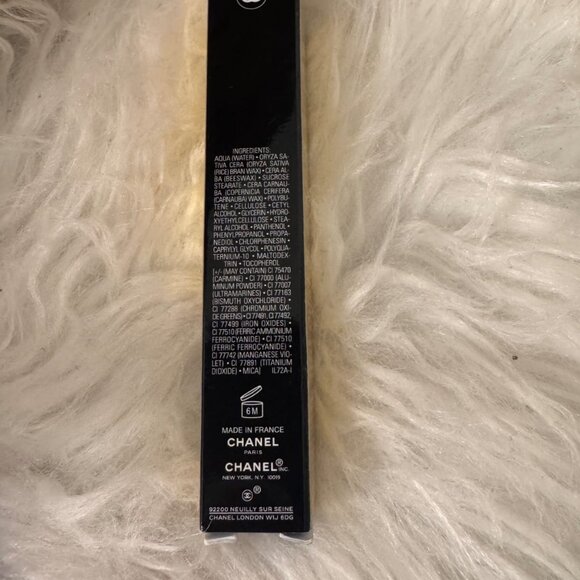 INGREDIENTS:
AQUA (WATER) • ORYZA SA-
TIVA CERA (ORYZA SATIVA
(RICE) BRAN WAX) • CERA AL-
BA (BEESWAX) • SUCROSE
STEARATE • CERA CARNAU-
BA (COPERNICIA CERIFERA
(CARNAUBA) WAX) • POLYBU-
TENE • CELLULOSE • CETYL
ALCOHOL • GLYCERIN • HYDRO-
XYETHYLCELLULOSE • STEA-
RYL ALCOHOL • PANTHENOL •
PHENYLPROPANOL • PROPA-
NEDIOL • CHLORPHENESIN •
CAPRYLYL GLYCOL • POLYQUA-
TERNIUM-10 • MALTODEX-
TRIN • TOCOPHEROL
[+/- (MAY CONTAIN) CI 75470
(CARMINE) • CI 77000 (ALU-
MINUM POWDER) • CI 77007
(ULTRAMARINES) • CI 77163
(BISMUTH OXYCHLORIDE) • CI
CI 77288 (CHROMIUM OXI-
DE GREENS) • CI 77491, CI 77492,
CI 77499 (IRON OXIDES) •
CI 77510 (FERRIC AMMONIUM
FERROCYANIDE) • CI 77510
(FERRIC FERROCYANIDE) •
CI 77742 (MANGANESE VIO-
LET) • CI 77891 (TITANIUM
DIOXIDE) • MICA] IL72A-I
6 M
MADE IN FRANCE
CHANEL
PARIS
CHANEL® INC.
NEW YORK, N.Y. 10019
®
92200 NEUILLY SUR SEINE
CHANEL LONDON W1J 6DG